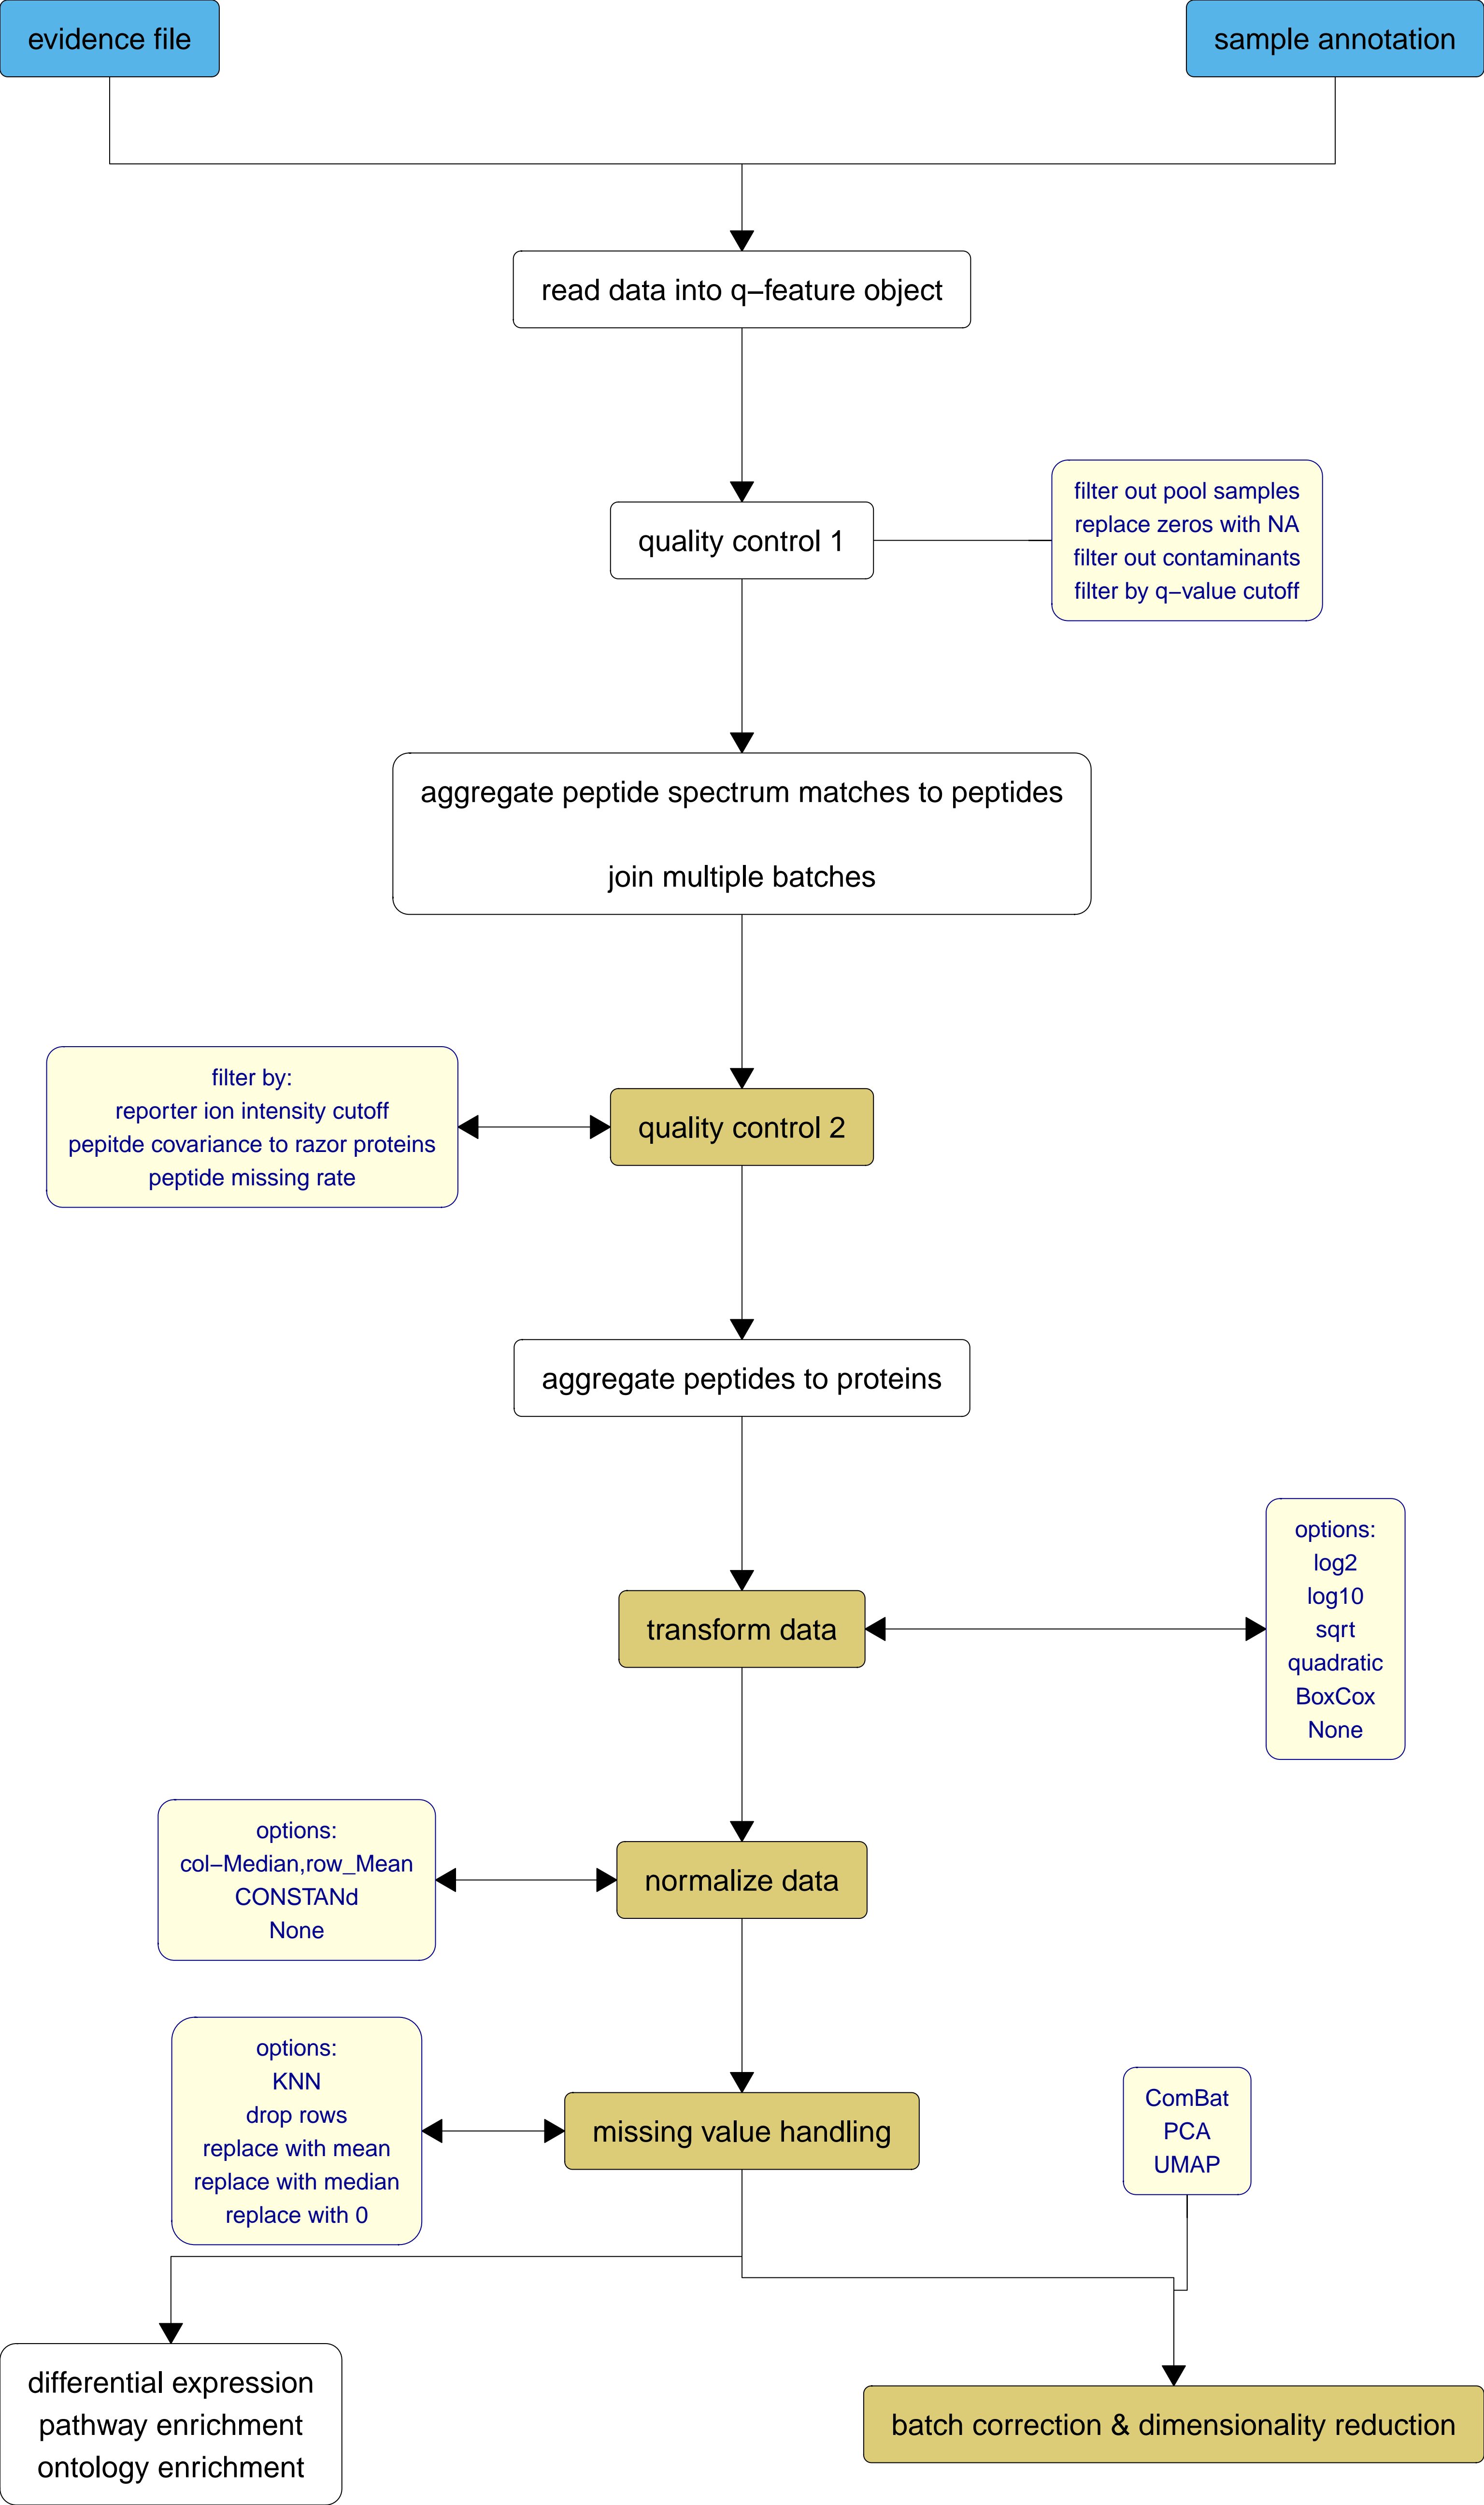 evidence file
sample annotation
read data into q−feature object
quality control 1
filter out pool samples
replace zeros with NA
filter out contaminants
filter by q−value cutoff
aggregate peptide spectrum matches to peptides
join multiple batches
filter by:
reporter ion intensity cutoff
pepitde covariance to razor proteins
peptide missing rate
quality control 2
aggregate peptides to proteins
transform data
options:
log2
log10
sqrt
quadratic
BoxCox
None
options:
col−Median,row_Mean
CONSTANd
None
normalize data
options:
KNN
drop rows
replace with mean
replace with median
replace with 0
missing value handling
ComBat
PCA
UMAP
differential expression
pathway enrichment
ontology enrichment
batch correction & dimensionality reduction